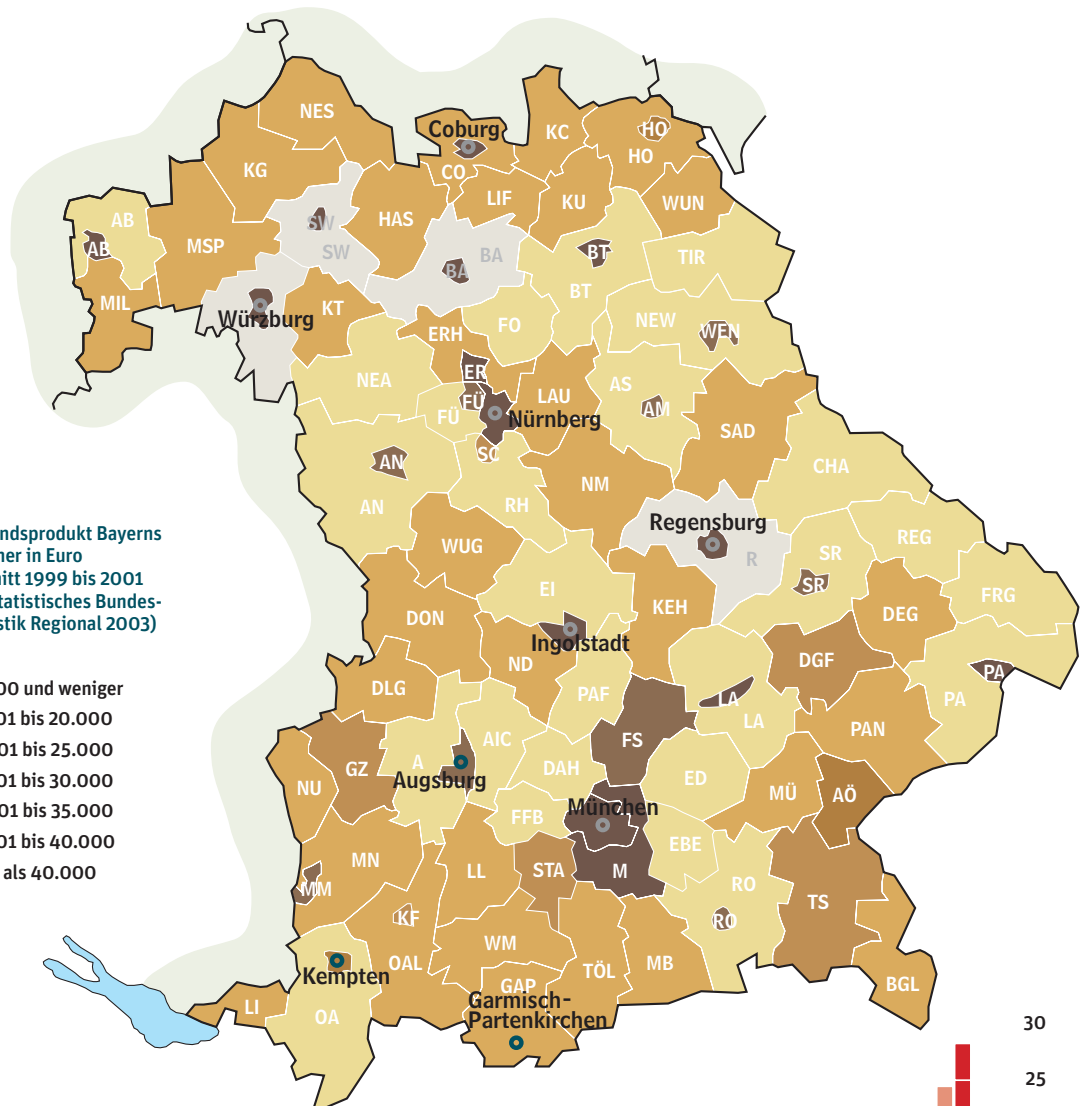 NES
Coburg
KC
HO
HO
KG
CO
LIF
KU
WUN
HAS
AB
AB
MSP
SW
SW
BA
BA
BT
BT
TIR
MIL
Würzburg
KT
ERH
FO
NEW
WEN
NEA
ER
FÜ
FÜ
Nürnberg
LAU
AS
AM
SAD
AN
AN
SC
RH
NM
CHA
Regensburg
R
SR
SR
REG
FRG
WUG
EI
KEH
DEG
DON
Ingolstadt
ND
DGF
PA
PA
ndsprodukt Bayerns
ner in Euro
nitt 1999 bis 2001
tatistisches Bundes-
stik Regional 2003)
00 und weniger
01 bis 20.000
01 bis 25.000
01 bis 30.000
01 bis 35.000
01 bis 40.000
als 40.000
DLG
PAF
LA
LA
PAN
GZ
A
AIC
Augsburg
DAH
FS
ED
MÜ
AÖ
NU
FFB
München
M
EBE
MN
MM
LL
STA
RO
RO
TS
KF
OAL
WM
TÖL
MB
BGL
Kempten
OA
LI
GAP
Garmisch-
Partenkirchen
30
25